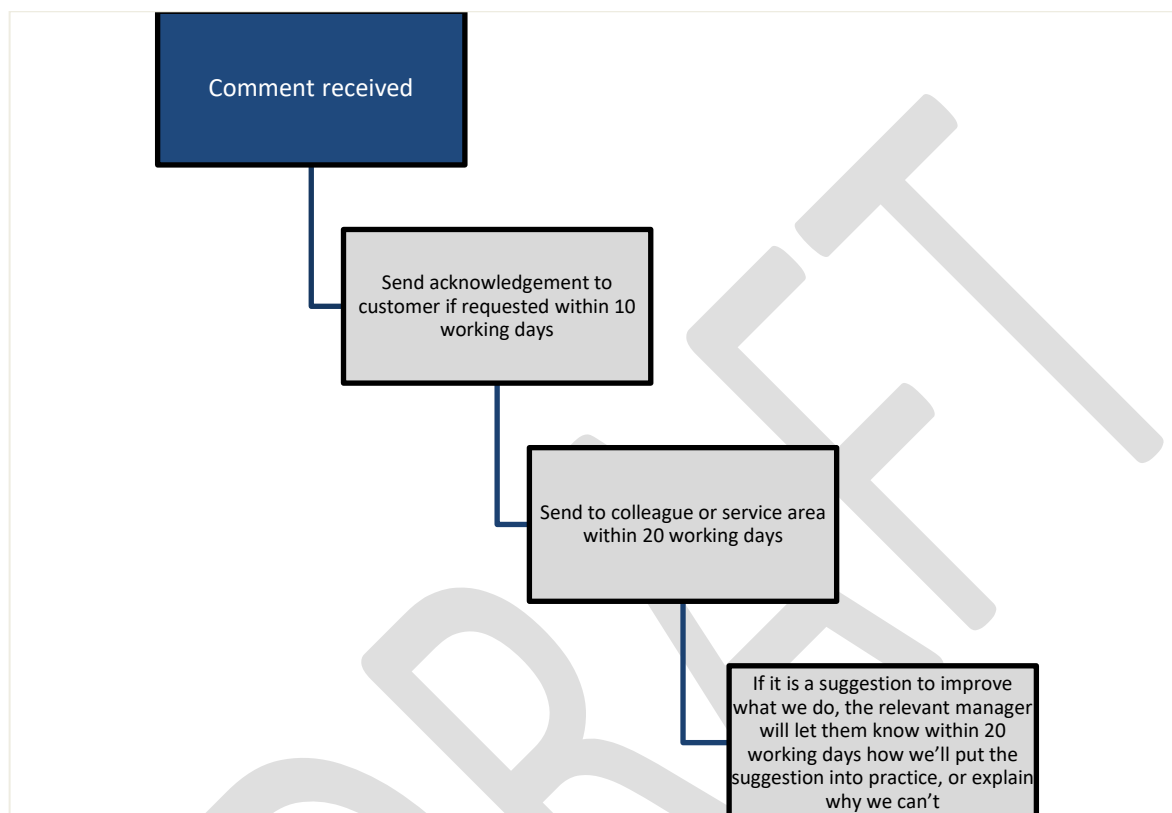 Comment received
Send acknowledgement to
customer if requested within 10
working days
Send to colleague or service area
within 20 working days
If it is a suggestion to improve
what we do, the relevant manager
will let them know within 20
working days how we’ll put the
suggestion into practice, or explain
why we can’t
DRAFT